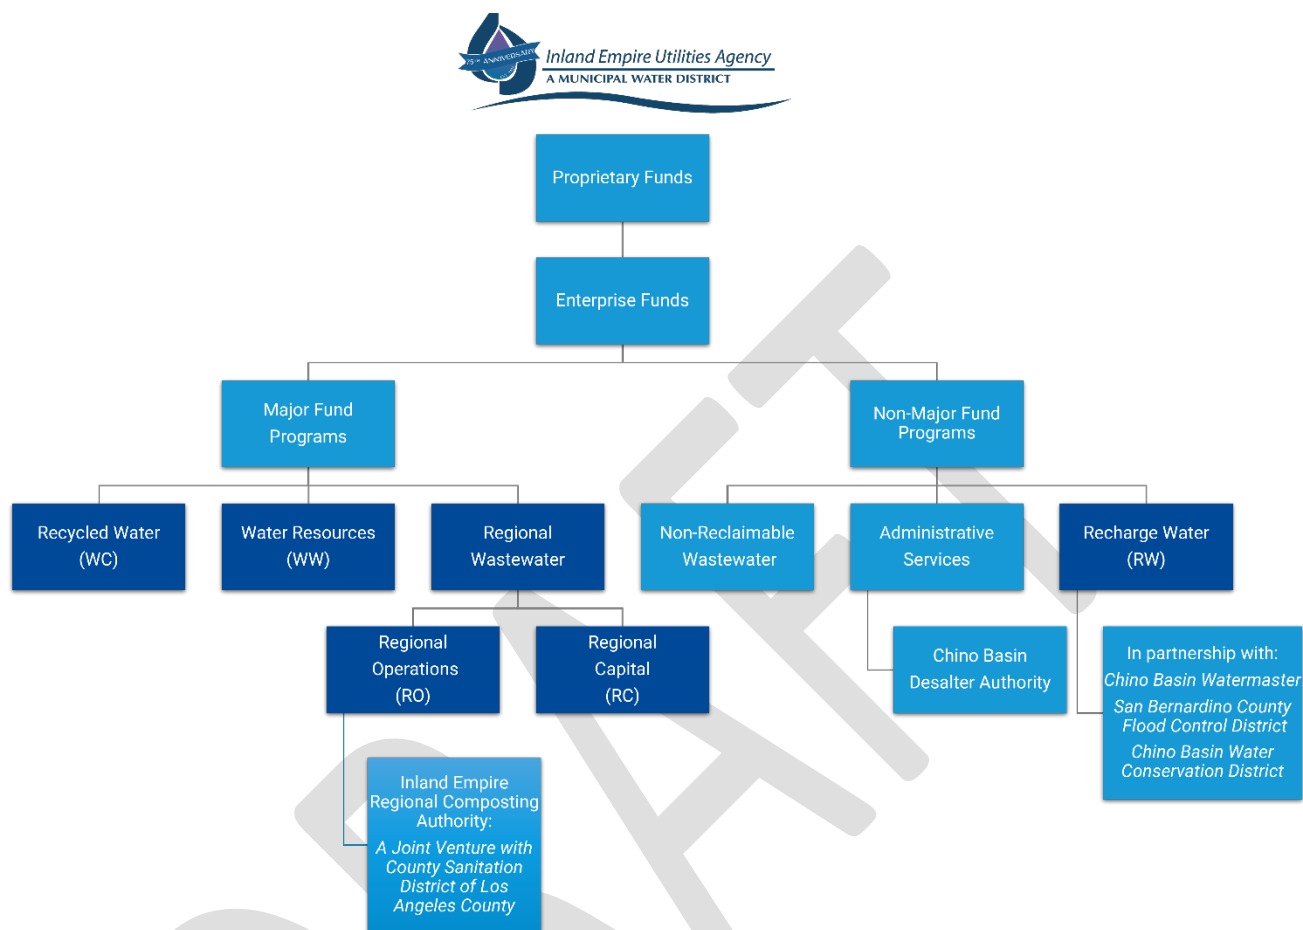 75TH ANNIVERSARY
Inland Empire Utilities Agency
A MUNICIPAL WATER DISTRICT
Proprietary Funds
Enterprise Funds
Major Fund
Programs
Non-Major Fund
Programs
Recycled Water
(WC)
Water Resources
(WW)
Regional
Wastewater
Non-Reclaimable
Wastewater
Administrative
Services
Recharge Water
(RW)
Regional
Operations
(RO)
Regional
Capital
(RC)
Chino Basin
Desalter Authority
In partnership with:
Chino Basin Watermaster
San Bernardino County
Flood Control District
Chino Basin Water
Conservation District
Inland Empire
Regional Composting
Authority:
A Joint Venture with
County Sanitation
District of Los
Angeles County
DRAFT